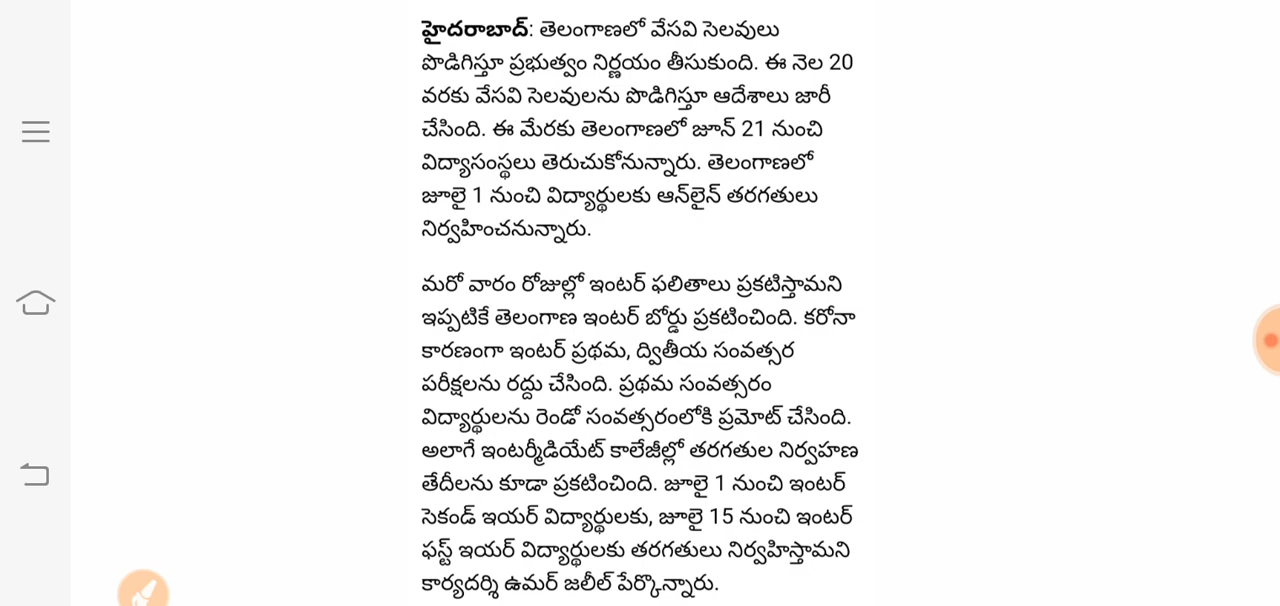 హైదరాబాద్: తెలంగాణలో వేసవి సెలవులు
పొడిగిస్తూ ప్రభుత్వం నిర్ణయం తీసుకుంది. ఈ నెల 20
వరకు వేసవి సెలవులను పొడిగిస్తూ ఆదేశాలు జారీ
చేసింది. ఈ మేరకు తెలంగాణలో జూన్ 21 నుంచి
విద్యాసంస్థలు తెరుచుకోనున్నారు. తెలంగాణలో
జూలై 1 నుంచి విద్యార్థులకు ఆన్‌లైన్ తరగతులు
నిర్వహించనున్నారు.
మరో వారం రోజుల్లో ఇంటర్ ఫలితాలు ప్రకటిస్తామని
ఇప్పటికే తెలంగాణ ఇంటర్ బోర్డు ప్రకటించింది. కరోనా
కారణంగా ఇంటర్ ప్రథమ, ద్వితీయ సంవత్సర
పరీక్షలను రద్దు చేసింది. ప్రథమ సంవత్సరం
విద్యార్థులను రెండో సంవత్సరంలోకి ప్రమోట్ చేసింది.
అలాగే ఇంటర్మీడియేట్ కాలేజీల్లో తరగతుల నిర్వహణ
తేదీలను కూడా ప్రకటించింది. జూలై 1 నుంచి ఇంటర్
సెకండ్ ఇయర్ విద్యార్థులకు, జూలై 15 నుంచి ఇంటర్
ఫస్ట్ ఇయర్ విద్యార్థులకు తరగతులు నిర్వహిస్తామని
కార్యదర్శి ఉమర్ జలీల్ పేర్కొన్నారు.